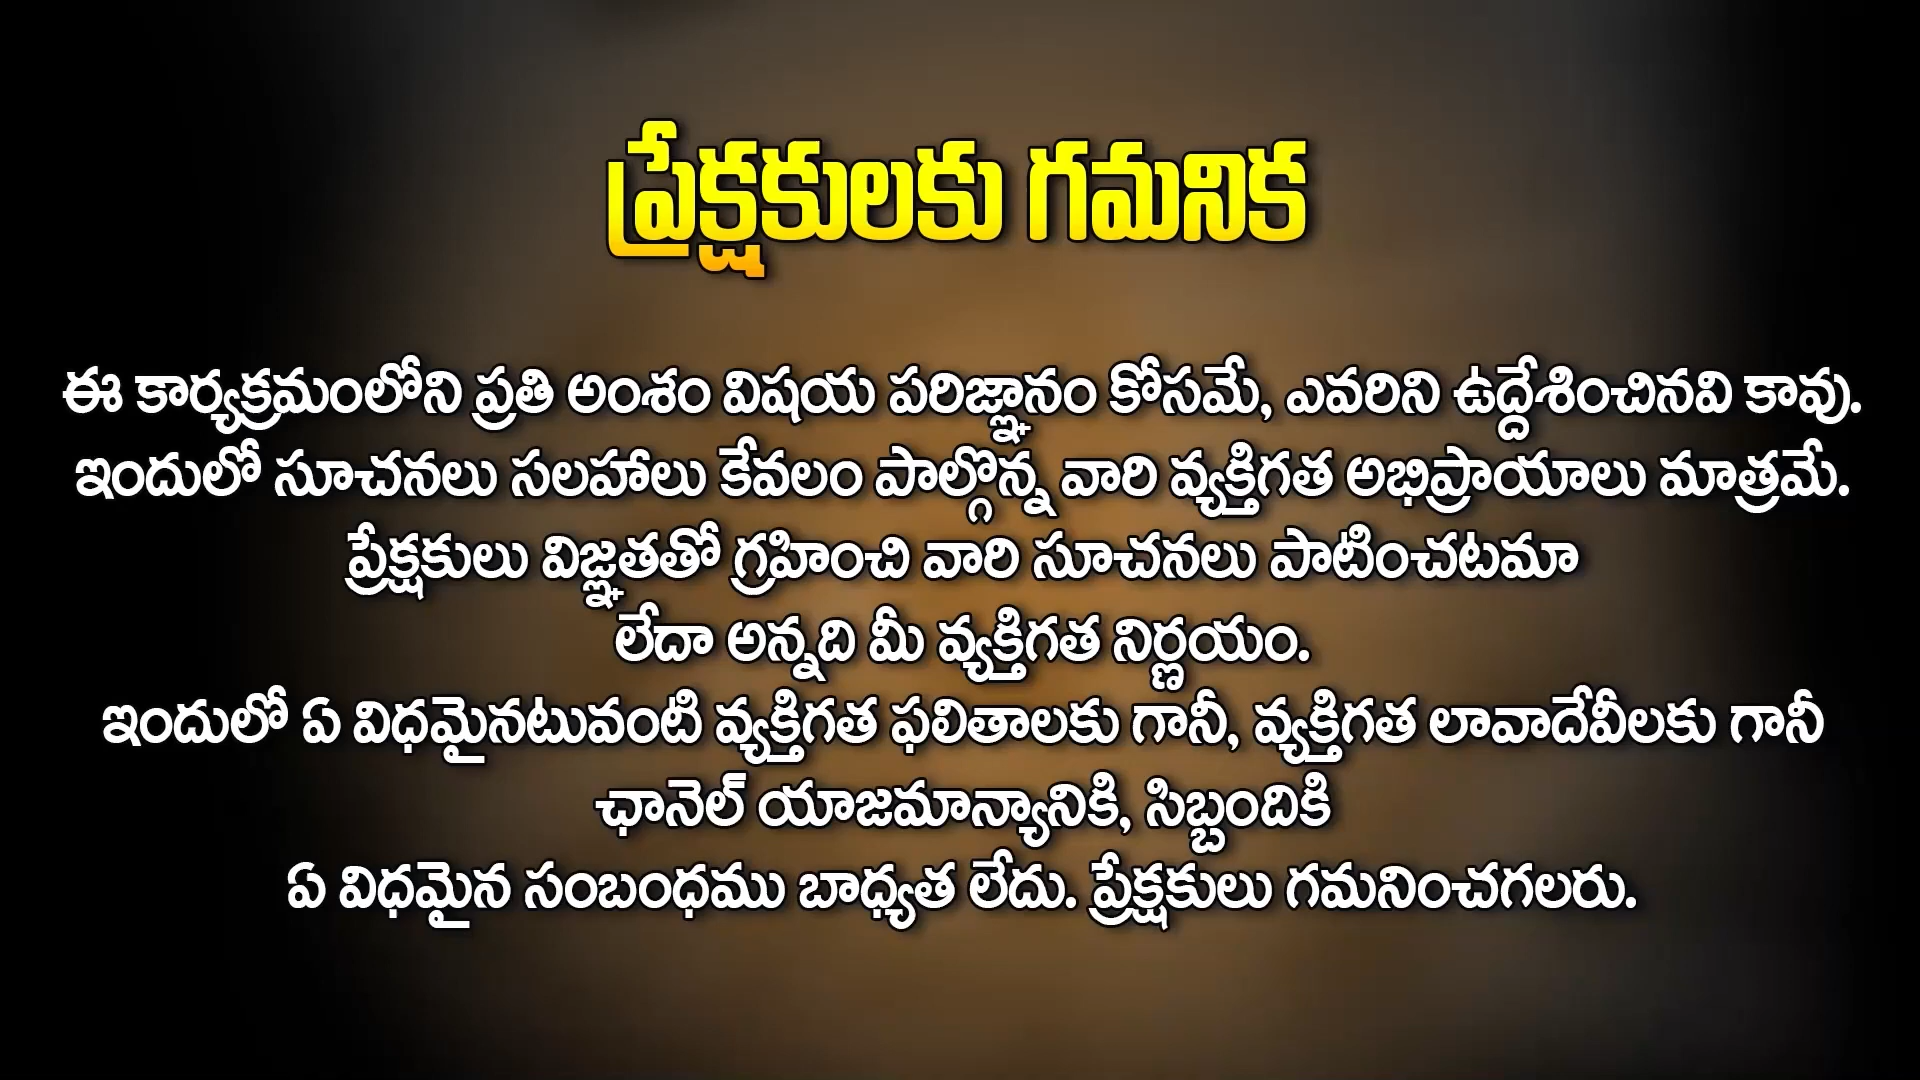 ప్రేక్షకులకు గమనిక
ఈ కార్యక్రమంలోని ప్రతి అంశం విషయ పరిజ్ఞానం కోసమే, ఎవరిని ఉద్దేశించినవి కావు.
ఇందులో సూచనలు సలహాలు కేవలం పాల్గొన్న వారి వ్యక్తిగత అభిప్రాయాలు మాత్రమే.
ప్రేక్షకులు విజ్ఞతతో గ్రహించి వారి సూచనలు పాటించటమా
లేదా అన్నది మీ వ్యక్తిగత నిర్ణయం.
ఇందులో ఏ విధమైనటువంటి వ్యక్తిగత ఫలితాలకు గానీ, వ్యక్తిగత లావాదేవీలకు గానీ
ఛానెల్ యాజమాన్యానికి, సిబ్బందికి
ఏ విధమైన సంబంధము బాధ్యత లేదు. ప్రేక్షకులు గమనించగలరు.